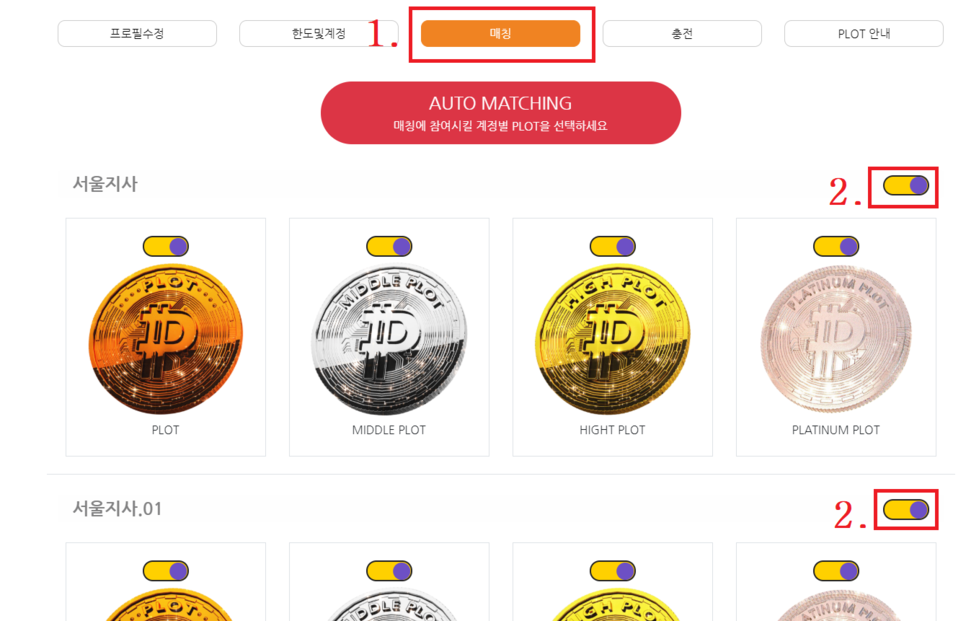 프로필수정
한도및계정
1.
매칭
충전
PLOT 안내
AUTO MATCHING
매칭에 참여시킬 계정별 PLOT을 선택하세요
서울지사
2.
PLOT
MIDDLE PLOT
HIGH PLOT
PLATINUM PLOT
PLOT
MIDDLE PLOT
HIGHT PLOT
PLATINUM PLOT
서울지사.01
2.
PLOT